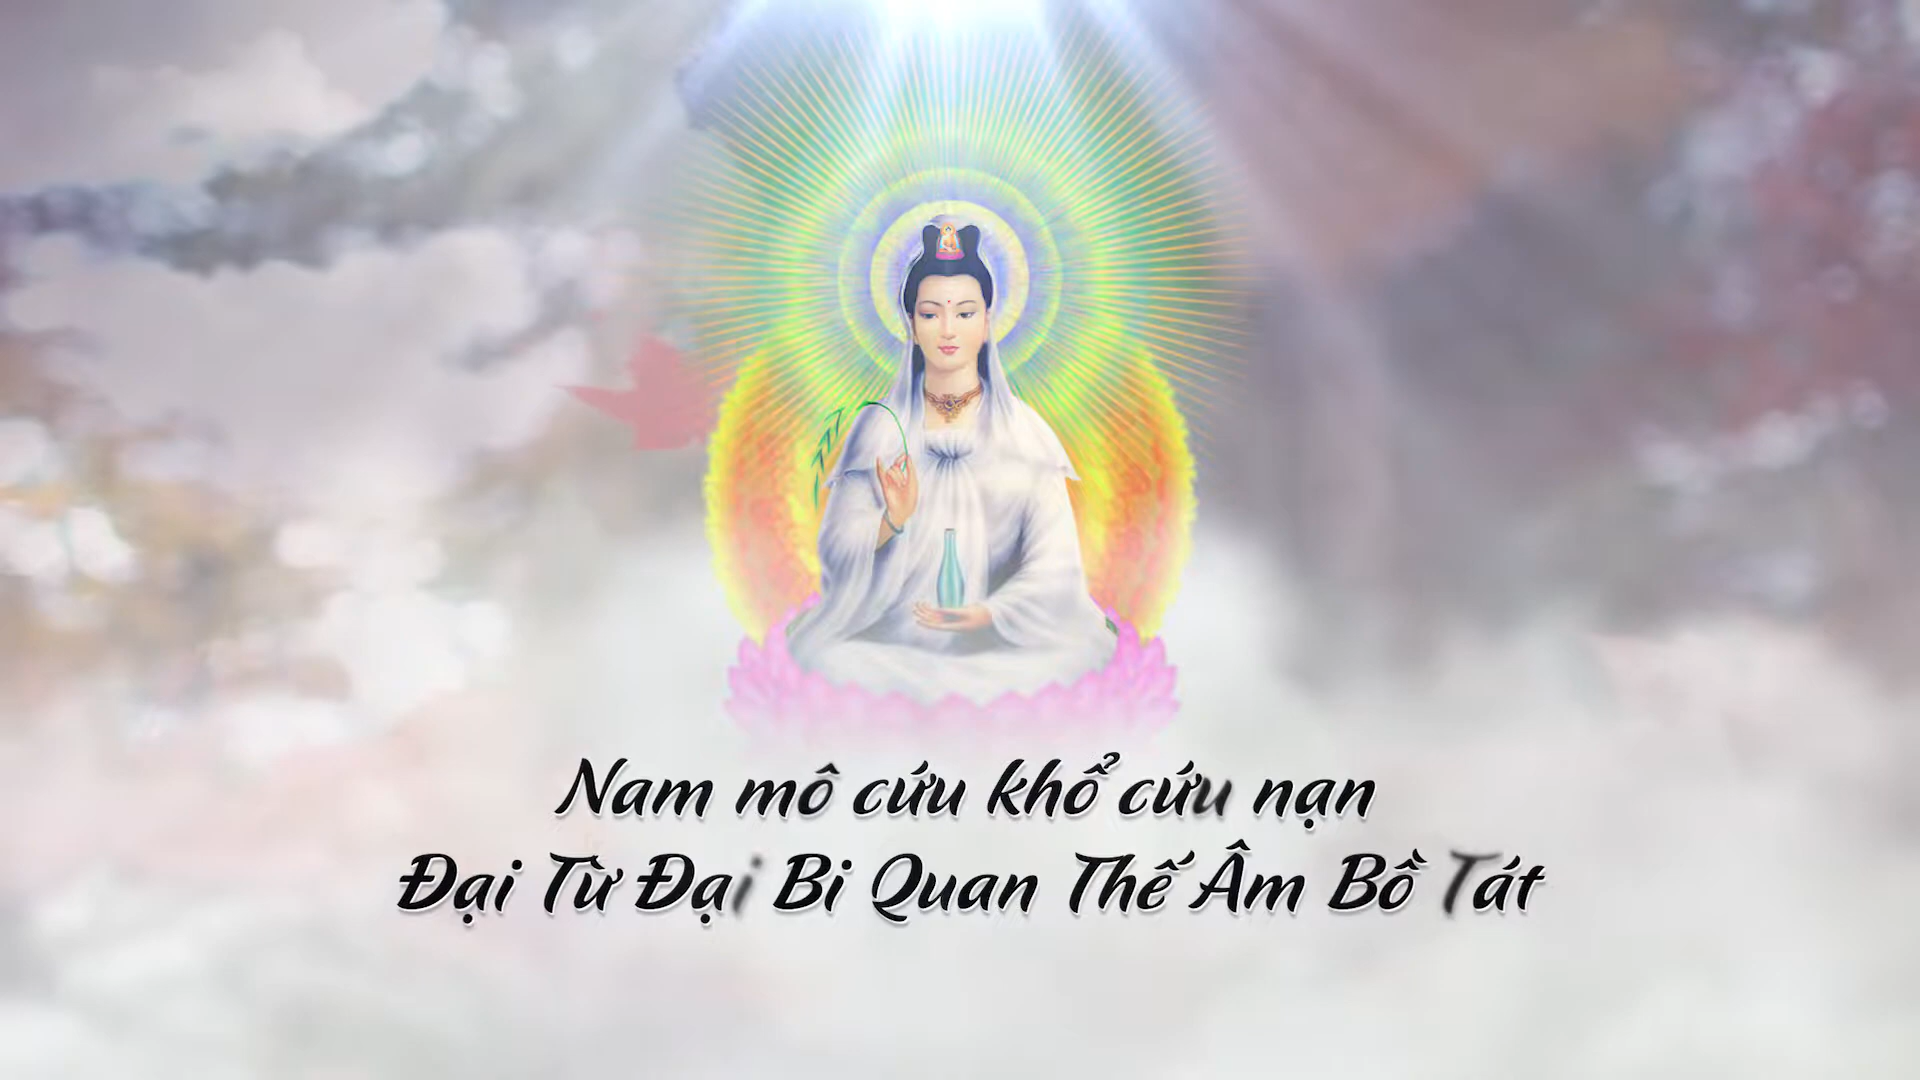 Nam mô cứu khổ cứu nạn
Đại Từ Đại Bi Quan Thế Âm Bồ Tát